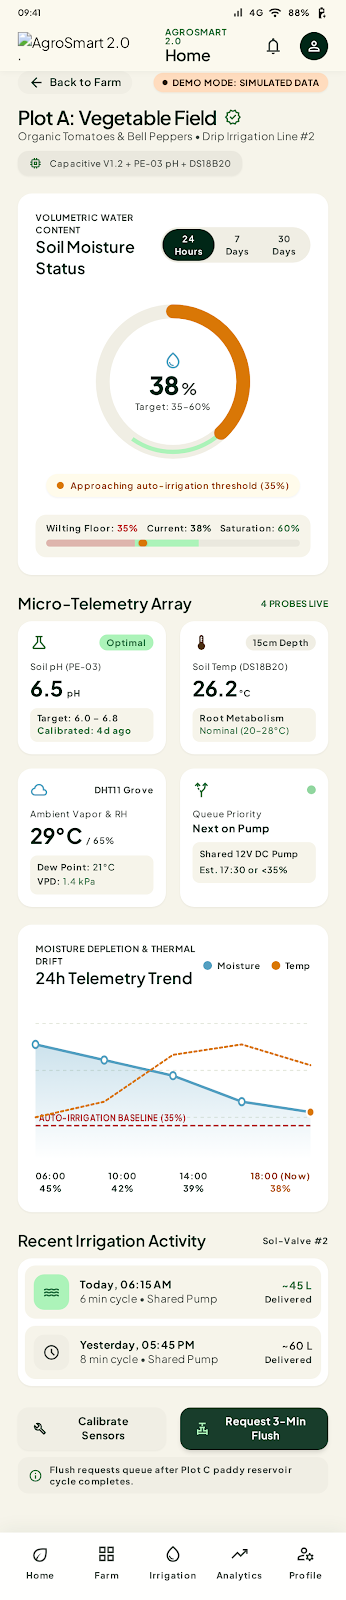 09:41
4G
88%
AgroSmart 2.0
.
AGROSMART
2.0
Home
Back to Farm
DEMO MODE: SIMULATED DATA
Plot A: Vegetable Field
Organic Tomatoes & Bell Peppers • Drip Irrigation Line #2
Capacitive V1.2 + PE-03 pH + DS18B20
VOLUMETRIC WATER
CONTENT
Soil Moisture
Status
24
Hours
7
Days
30
Days
38%
Target: 35-60%
Approaching auto-irrigation threshold (35%)
Wilting Floor: 35%
Current: 38%
Saturation: 60%
Micro-Telemetry Array
4 PROBES LIVE
Optimal
Soil pH (PE-03)
6.5 pH
Target: 6.0 – 6.8
Calibrated: 4d ago
15cm Depth
Soil Temp (DS18B20)
26.2°C
Root Metabolism
Nominal (20-28°C)
DHT11 Grove
Ambient Vapor & RH
29°C / 65%
Dew Point: 21°C
VPD: 1.4 kPa
Queue Priority
Next on Pump
Shared 12V DC Pump
Est. 17:30 or <35%
MOISTURE DEPLETION & THERMAL
DRIFT
24h Telemetry Trend
Moisture
Temp
AUTO-IRRIGATION BASELINE (35%)
06:00
45%
10:00
42%
14:00
39%
18:00 (Now)
38%
Recent Irrigation Activity
Sol-Valve #2
Today, 06:15 AM
6 min cycle • Shared Pump
~45 L
Delivered
Yesterday, 05:45 PM
8 min cycle • Shared Pump
~60 L
Delivered
Calibrate
Sensors
Request 3-Min
Flush
Flush requests queue after Plot C paddy reservoir
cycle completes.
Home
Farm
Irrigation
Analytics
Profile